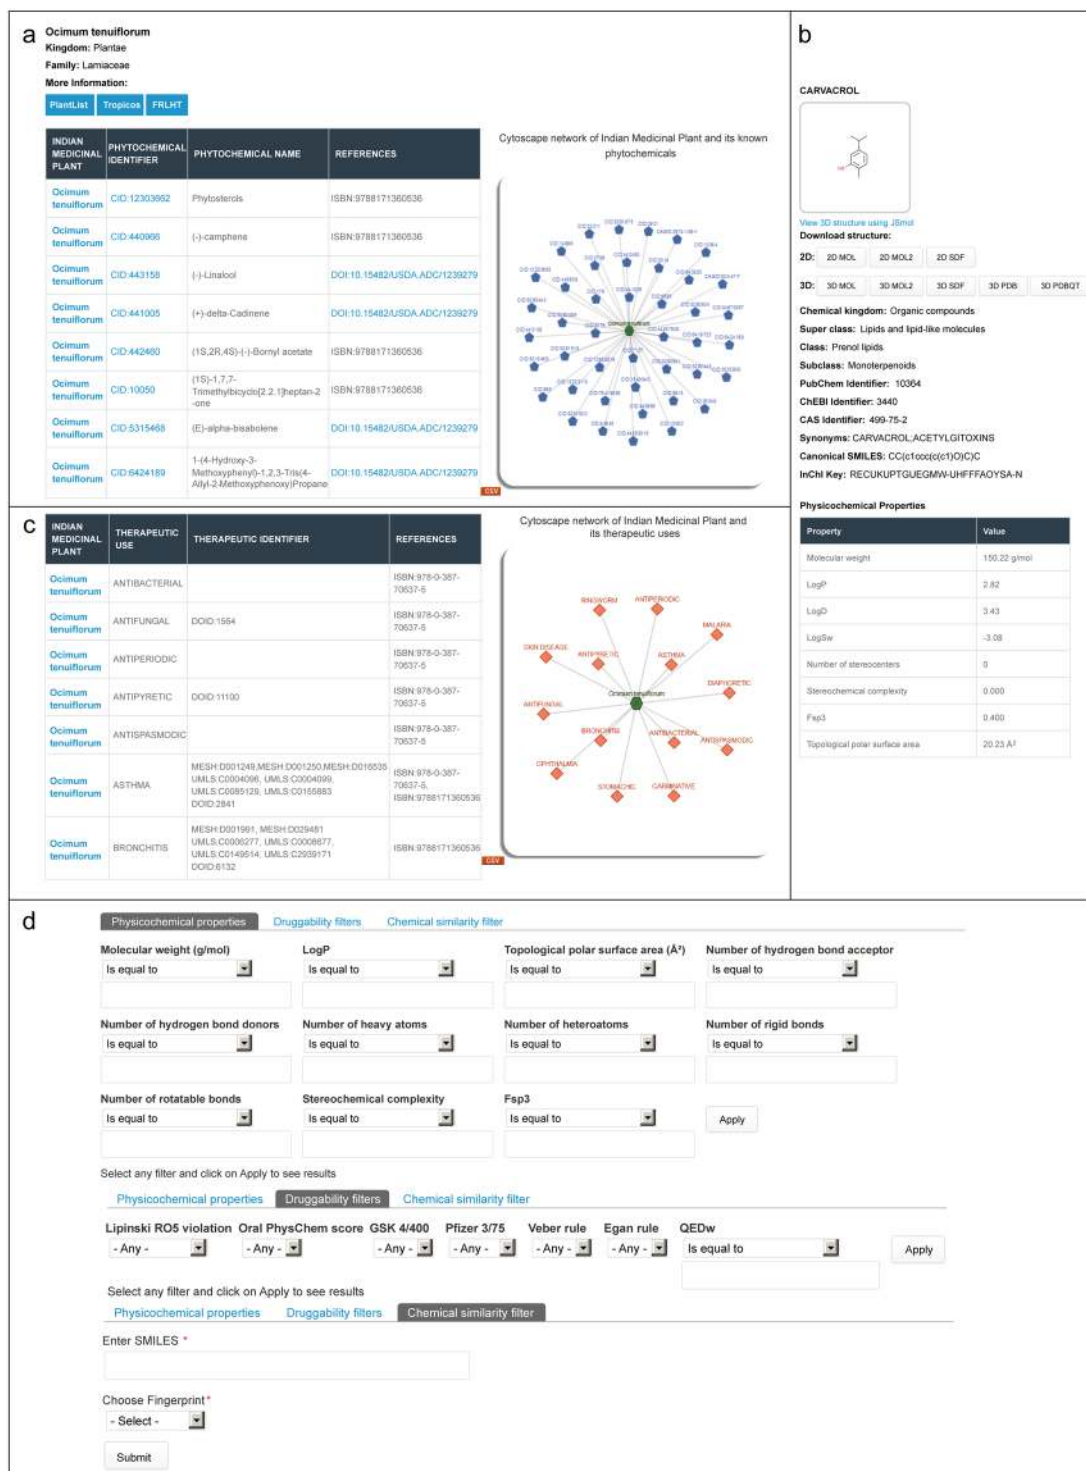 a
Ocimum tenuiflorum
Kingdom: Plantae
Family: Lamiaceae
More Information:
PlantList Tropicos FRLHT
INDIAN MEDICINAL PLANT PHYTOCHEMICAL IDENTIFIER PHYTOCHEMICAL NAME REFERENCES
Ocimum tenuiflorum CID:12303662 Phytosterols ISBN:9788171360536
Ocimum tenuiflorum CID:440966 (-)-camphene ISBN:9788171360536
Ocimum tenuiflorum CID:443158 (-)-Linalool DOI:10.15482/USDA.ADC/1239279
Ocimum tenuiflorum CID:441005 (+)-delta-Cadinene DOI:10.15482/USDA.ADC/1239279
Ocimum tenuiflorum CID:442460 (1S,2R,4S)-(-)-Bornyl acetate ISBN:9788171360536
Ocimum tenuiflorum CID:10050 (1S)-1,7,7-Trimethylbicyclo[2.2.1]heptan-2-one ISBN:9788171360536
Ocimum tenuiflorum CID:5315468 (E)-alpha-bisabolene DOI:10.15482/USDA.ADC/1239279
Ocimum tenuiflorum CID:6424189 1-(4-Hydroxy-3-Methoxyphenyl)-1,2,3-Tris(4-Allyl-2-Methoxyphenoxy)Propane DOI:10.15482/USDA.ADC/1239279
CSV
Cytoscape network of Indian Medicinal Plant and its known
phytochemicals
Ocimum tenuiflorum
b
CARVACROL
View 3D structure using JSmol
Download structure:
2D: 2D MOL 2D MOL2 2D SDF
3D: 3D MOL 3D MOL2 3D SDF 3D PDB 3D PDBQT
Chemical kingdom: Organic compounds
Super class: Lipids and lipid-like molecules
Class: Prenol lipids
Subclass: Monoterpenoids
PubChem Identifier: 10364
ChEBI Identifier: 3440
CAS Identifier: 499-75-2
Synonyms: CARVACROL;ACETYLGITOXINS
Canonical SMILES: CC(c1ccc(c(c1)O)C)C
InChI Key: RECUKUPTGUEGMW-UHFFFAOYSA-N
Physicochemical Properties
Property Value
Molecular weight 150.22 g/mol
LogP 2.82
LogD 3.43
LogSw -3.08
Number of stereocenters 0
Stereochemical complexity 0.000
Fsp3 0.400
Topological polar surface area 20.23 Å²
c
INDIAN MEDICINAL PLANT THERAPEUTIC USE THERAPEUTIC IDENTIFIER REFERENCES
Ocimum tenuiflorum ANTIBACTERIAL ISBN:978-0-387-70637-5
Ocimum tenuiflorum ANTIFUNGAL DOID:1564 ISBN:978-0-387-70637-5
Ocimum tenuiflorum ANTIPERIODIC ISBN:978-0-387-70637-5
Ocimum tenuiflorum ANTIPYRETIC DOID:11100 ISBN:978-0-387-70637-5
Ocimum tenuiflorum ANTISPASMODIC ISBN:978-0-387-70637-5
Ocimum tenuiflorum ASTHMA MESH:D001249,MESH:D001250,MESH:D016535 UMLS:C0004096, UMLS:C0004099, UMLS:C0085129, UMLS:C0155883 DOID:2841 ISBN:978-0-387-70637-5, ISBN:9788171360536
Ocimum tenuiflorum BRONCHITIS MESH:D001991, MESH:D029481 UMLS:C0006277, UMLS:C0008677, UMLS:C0149514, UMLS:C2939171 DOID:6132 ISBN:9788171360536
CSV
Cytoscape network of Indian Medicinal Plant and
its therapeutic uses
RINGWORM
ANTIPERIODIC
MALARIA
SKIN DISEASE
ANTIPYRETIC
ASTHMA
DIAPHORETIC
Ocimum tenuiflorum
ANTIFUNGAL
BRONCHITIS
ANTIBACTERIAL
ANTISPASMODIC
OPHTHALMIA
STOMACHIC
CARMINATIVE
d
Physicochemical properties Druggability filters Chemical similarity filter
Molecular weight (g/mol) LogP Topological polar surface area (Å²) Number of hydrogen bond acceptor
Is equal to Is equal to Is equal to Is equal to
Number of hydrogen bond donors Number of heavy atoms Number of heteroatoms Number of rigid bonds
Is equal to Is equal to Is equal to Is equal to
Number of rotatable bonds Stereochemical complexity Fsp3
Is equal to Is equal to Is equal to Apply
Select any filter and click on Apply to see results
Physicochemical properties Druggability filters Chemical similarity filter
Lipinski RO5 violation Oral PhysChem score GSK 4/400 Pfizer 3/75 Veber rule Egan rule QEDw
- Any - - Any - - Any - - Any - - Any - - Any - Is equal to Apply
Select any filter and click on Apply to see results
Physicochemical properties Druggability filters Chemical similarity filter
Enter SMILES *
Choose Fingerprint *
- Select -
Submit